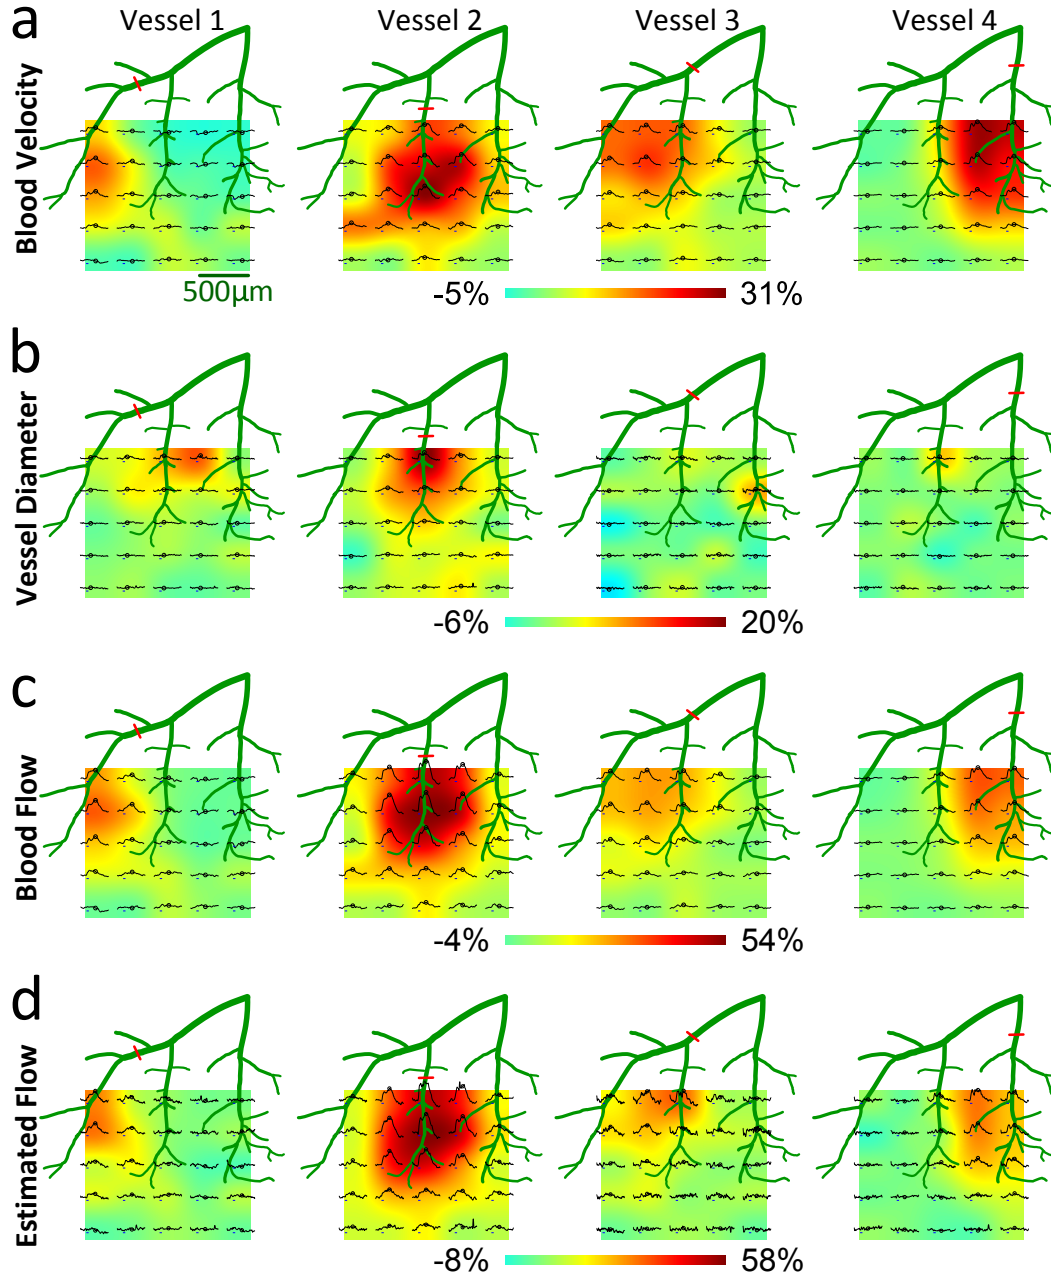 a
Vessel 1 Vessel 2 Vessel 3 Vessel 4
Blood Velocity
500µm
-5% 31%
b
Vessel Diameter
-6% 20%
c
Blood Flow
-4% 54%
d
Estimated Flow
-8% 58%